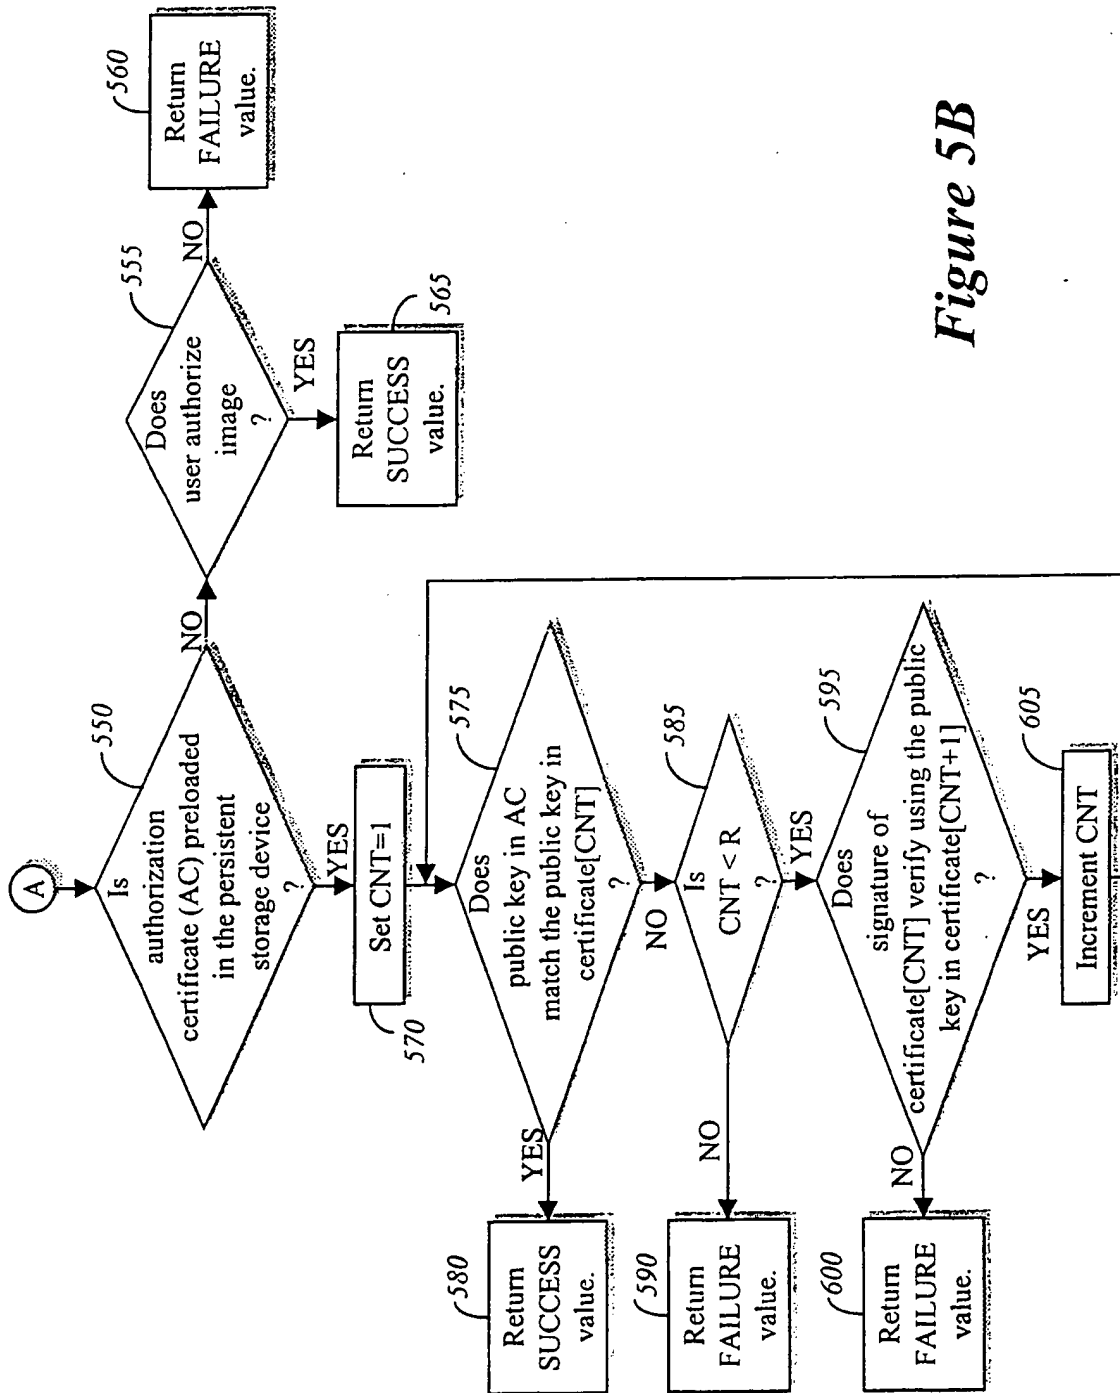 A
550
Is
authorization
certificate (AC) preloaded
in the persistent
storage device
?
NO
555
Does
user authorize
image
?
NO
560
Return
FAILURE
value.
YES
565
Return
SUCCESS
value.
YES
Set CNT=1
570
575
Does
public key in AC
match the public key in
certificate[CNT]
?
YES
580
Return
SUCCESS
value.
NO
585
Is
CNT < R
?
NO
590
Return
FAILURE
value.
YES
595
Does
signature of
certificate[CNT] verify using the public
key in certificate[CNT+1]
?
NO
600
Return
FAILURE
value.
YES
605
Increment CNT
Figure 5B